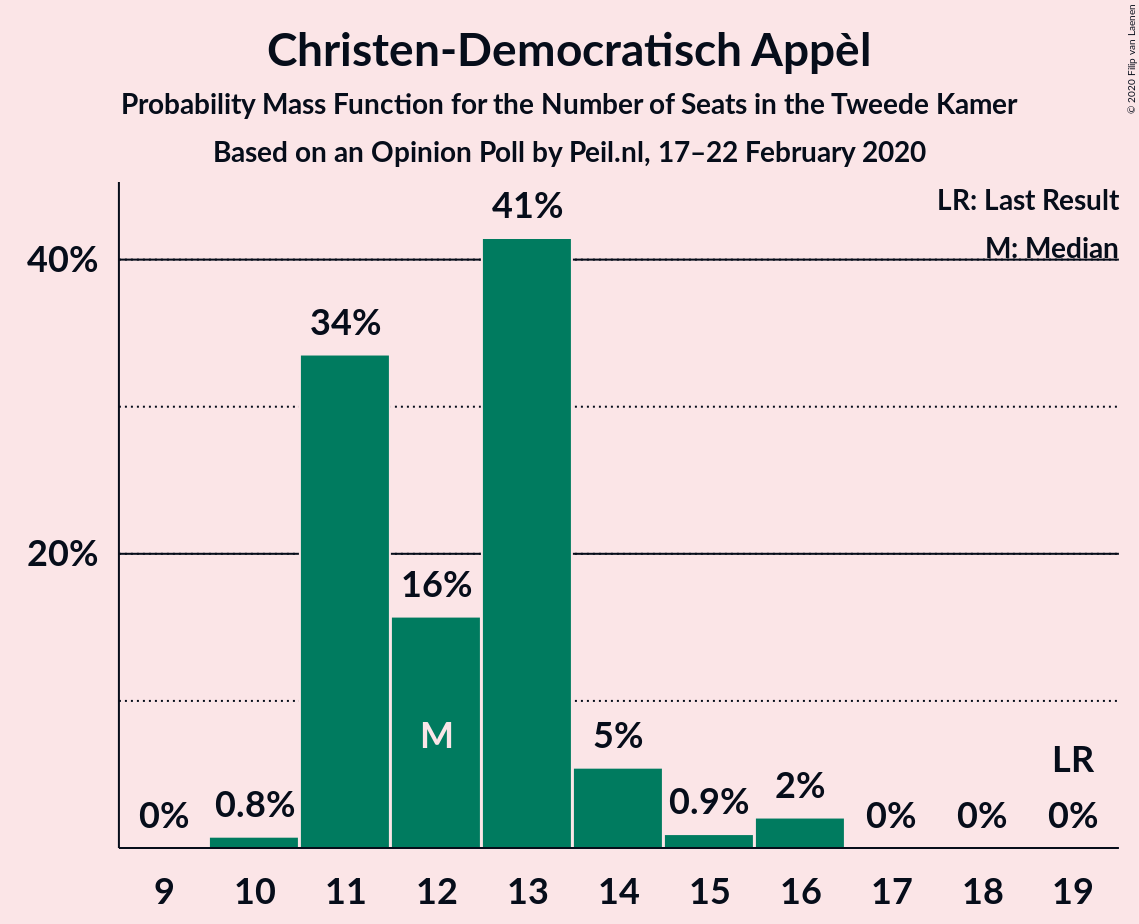 Christen-Democratisch Appèl
Probability Mass Function for the Number of Seats in the Tweede Kamer
Based on an Opinion Poll by Peil.nl, 17–22 February 2020
© 2020 Filip van Laenen
LR: Last Result
M: Median
40%
20%
41%
34%
16%
M
5%
LR
0%
0.8%
0.9%
2%
0%
0%
0%
9 10 11 12 13 14 15 16 17 18 19